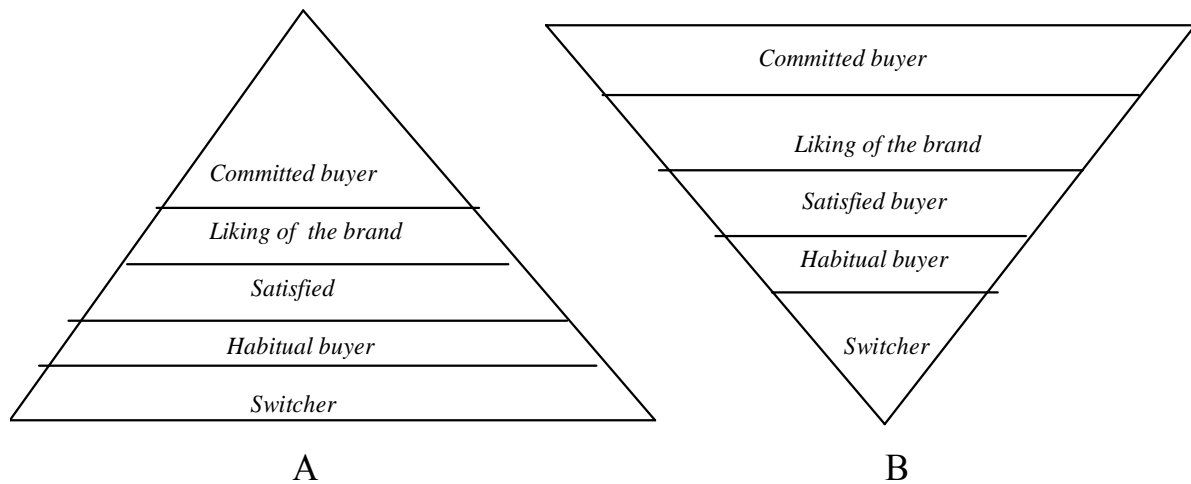 Committed buyer
Liking of the brand
Satisfied
Habitual buyer
Switcher
A
Committed buyer
Liking of the brand
Satisfied buyer
Habitual buyer
Switcher
B